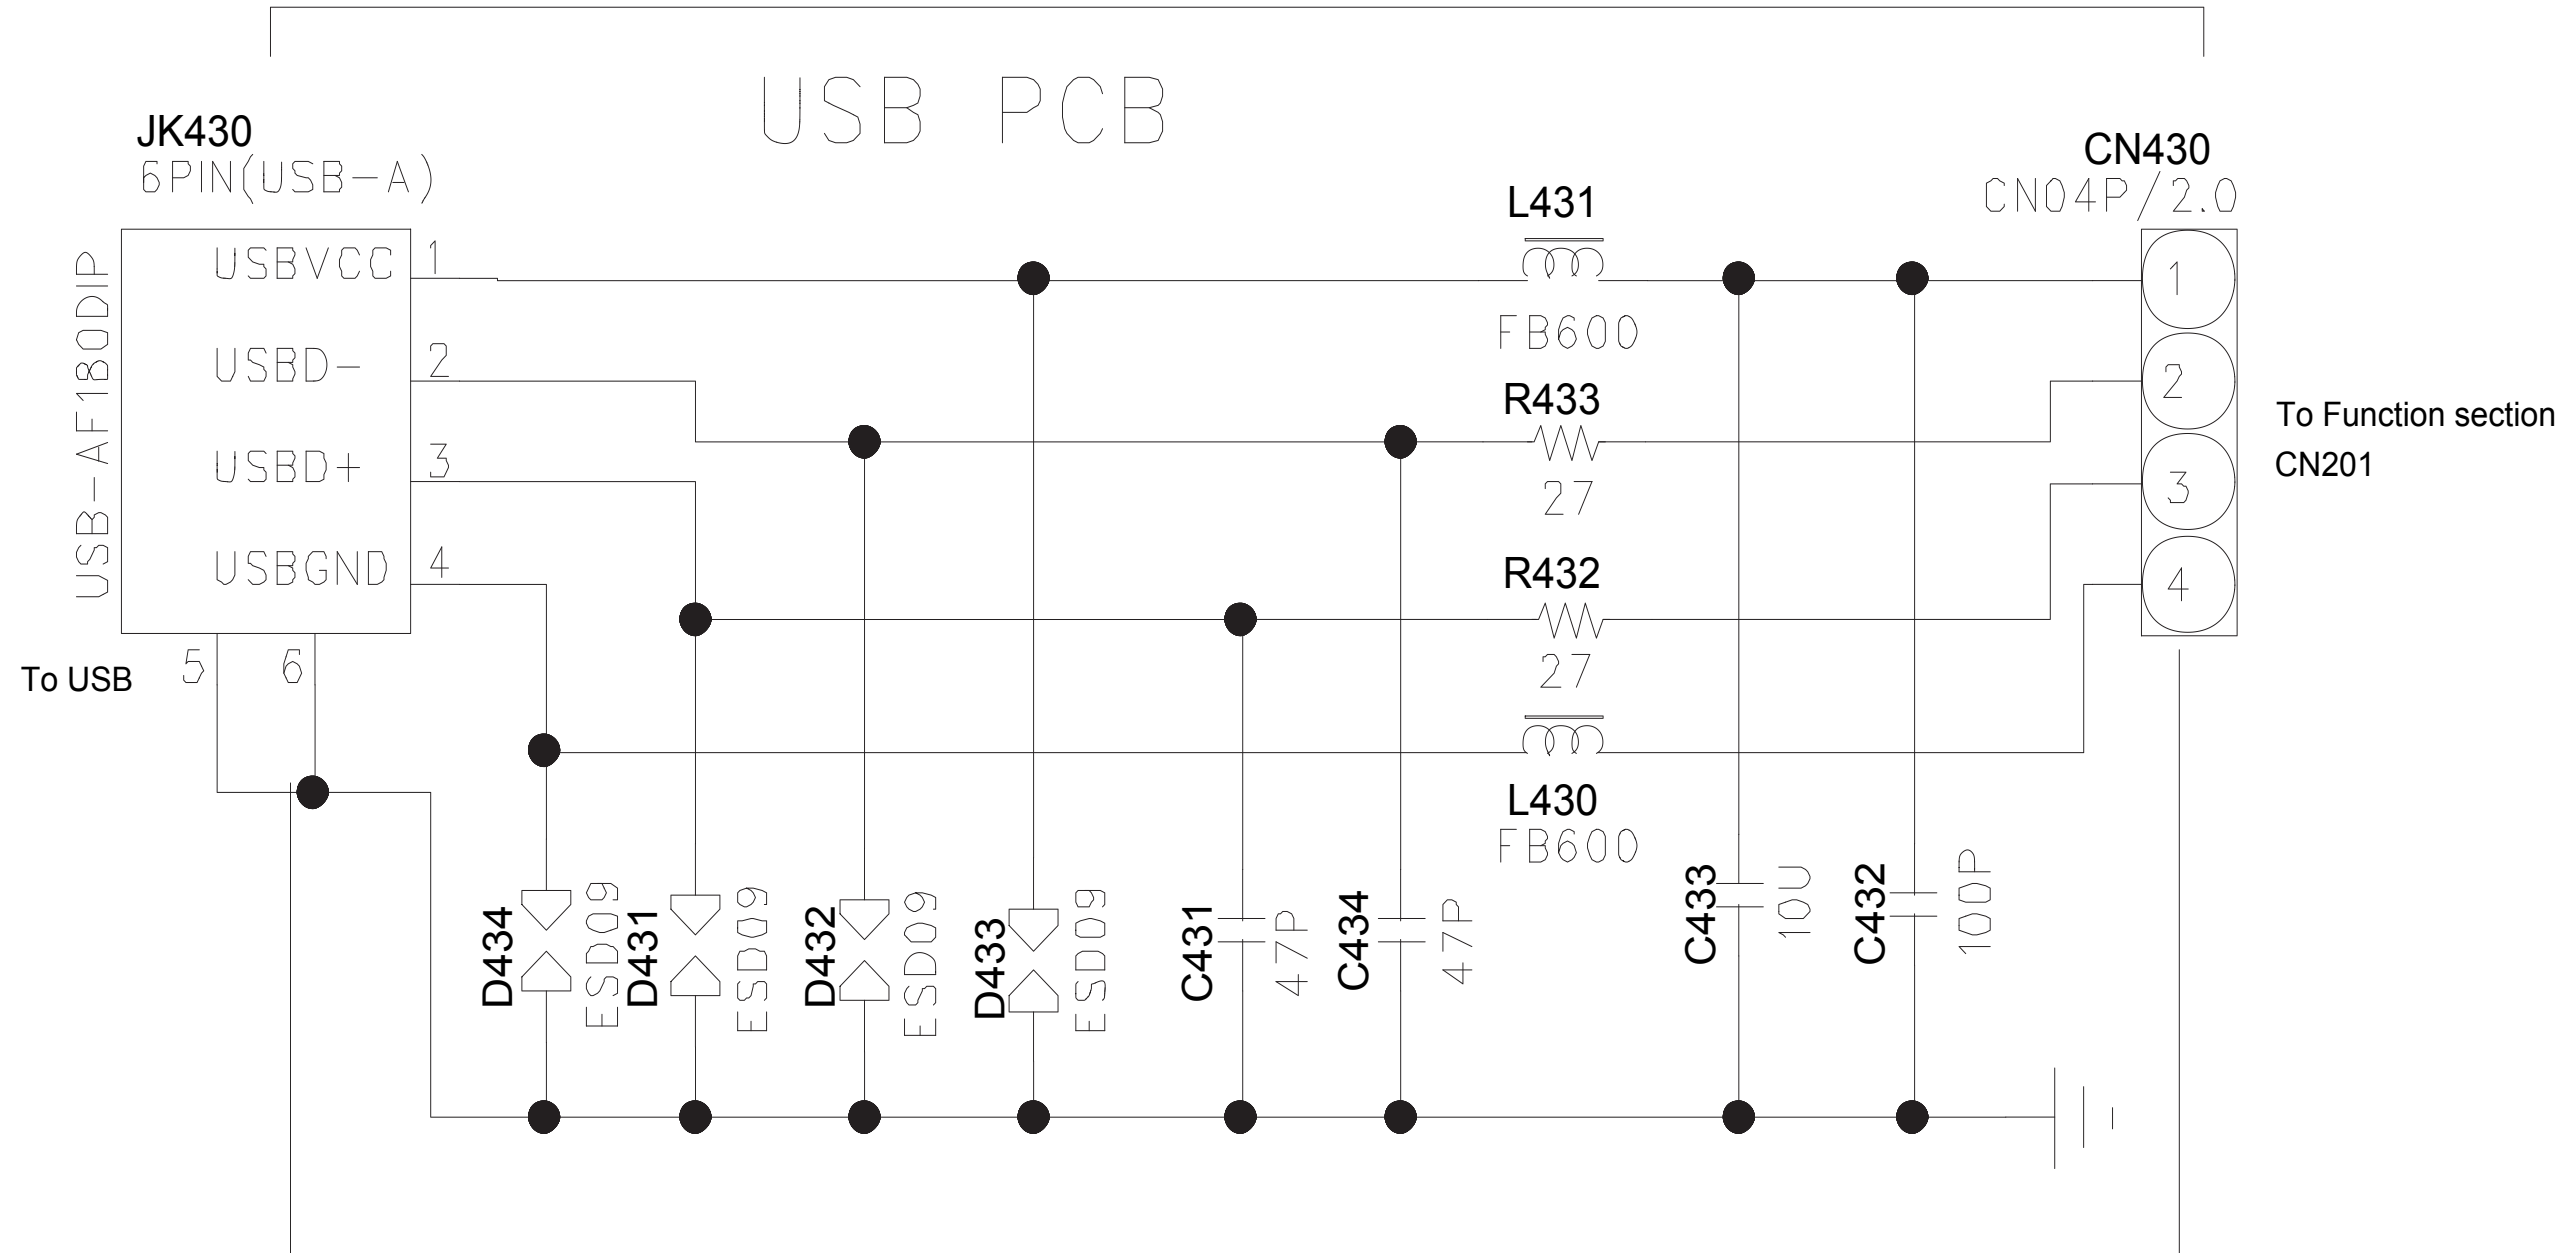 USB PCB
JK430
6PIN(USB-A)
CN430
CN04P/2.0
L431
FB600
USB-AF180DIP
USBVCC 1
USBD- 2
USBD+ 3
USBGND 4
5 6
To USB
R433
27
R432
27
L430
FB600
1
2
3
4
To Function section
CN201
D434
ESD09
D431
ESD09
D432
ESD09
D433
ESD09
C431
47P
C434
47P
C433
10U
C432
100P